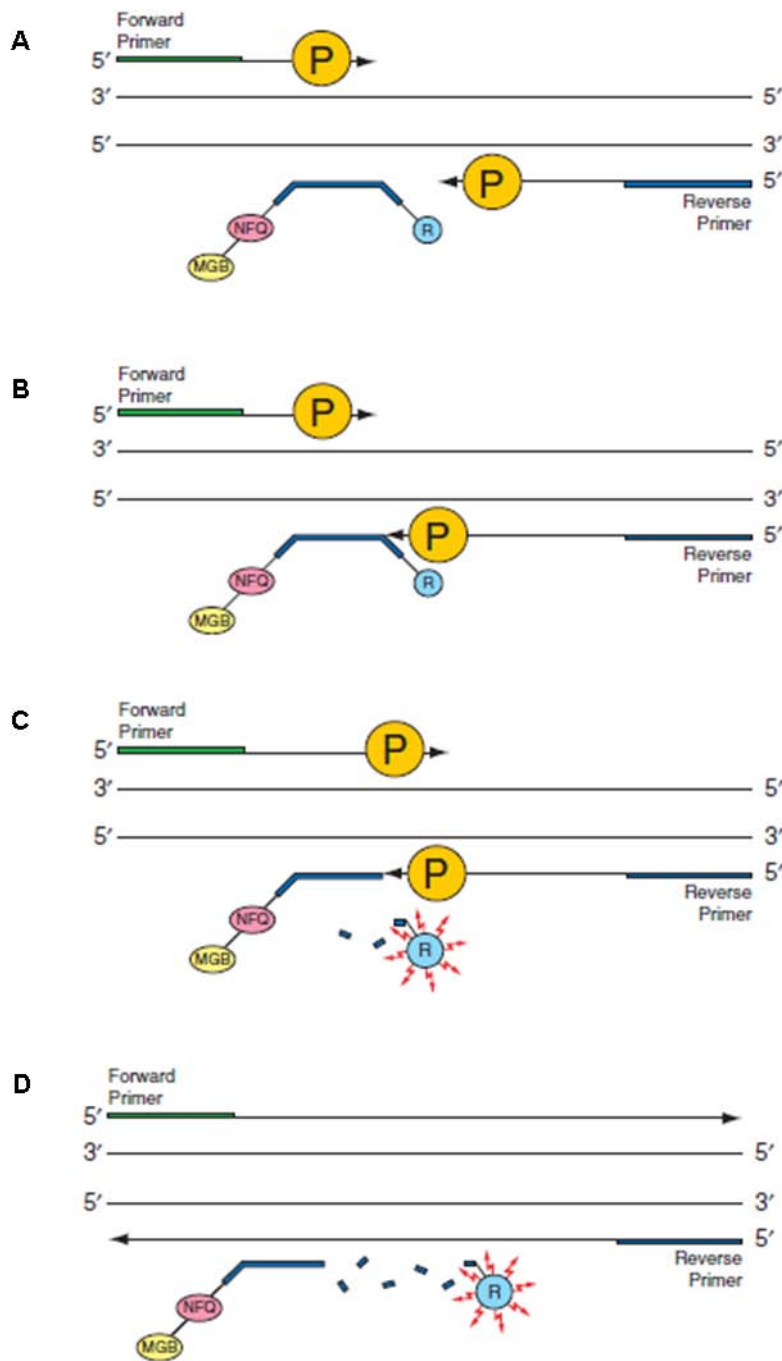 A
Forward
Primer
5′
P
3′
5′
5′
3′
P
5′
Reverse
Primer
NFQ
R
MGB
B
Forward
Primer
5′
P
3′
5′
5′
3′
P
5′
Reverse
Primer
NFQ
R
MGB
C
Forward
Primer
5′
P
3′
5′
5′
3′
P
5′
Reverse
Primer
NFQ
R
MGB
D
Forward
Primer
5′
3′
5′
5′
3′
5′
Reverse
Primer
R
NFQ
MGB